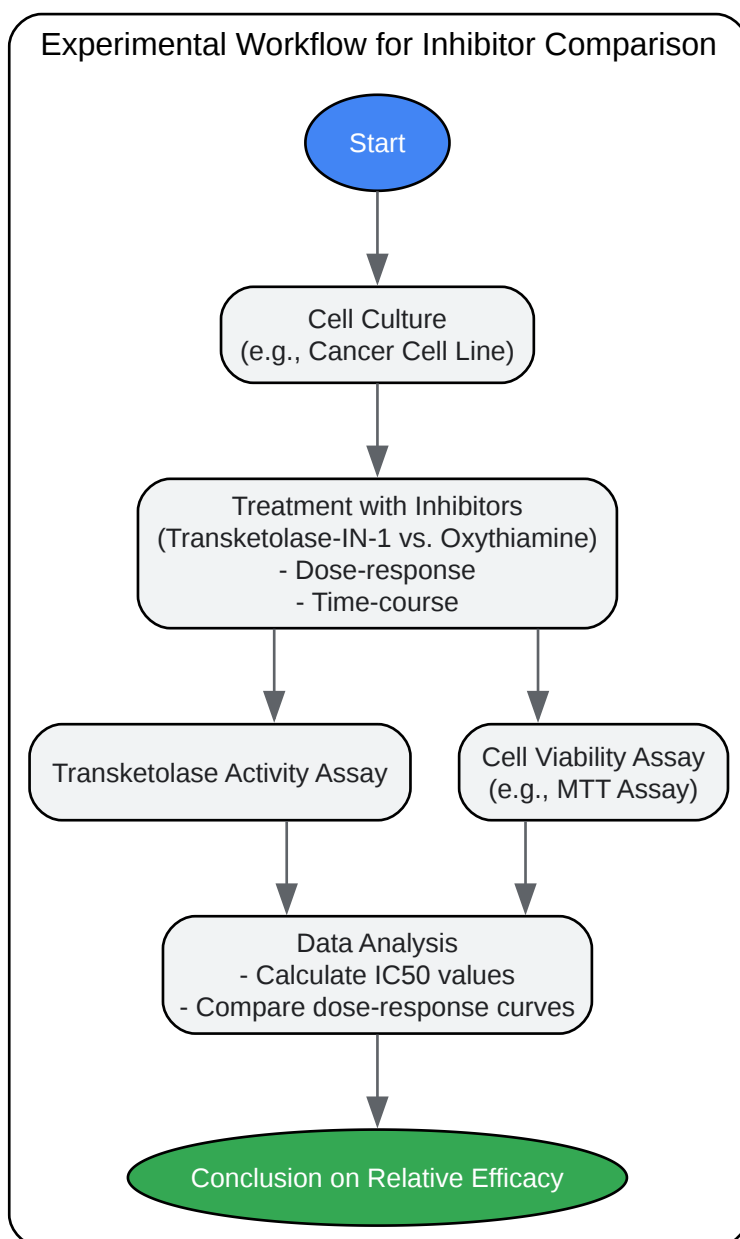 Experimental Workflow for Inhibitor Comparison
Start
Cell Culture
(e.g., Cancer Cell Line)
Treatment with Inhibitors
(Transketolase-IN-1 vs. Oxythiamine)
- Dose-response
- Time-course
Transketolase Activity Assay
Cell Viability Assay
(e.g., MTT Assay)
Data Analysis
- Calculate IC50 values
- Compare dose-response curves
Conclusion on Relative Efficacy